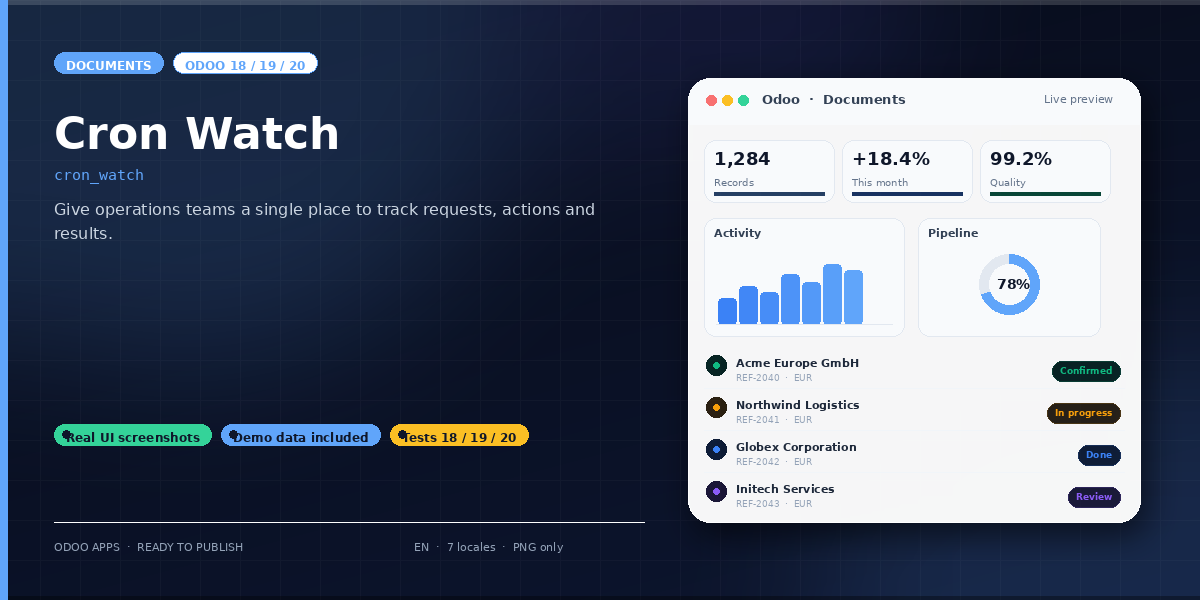 DOCUMENTS
ODOO 18 / 19 / 20
Cron Watch
cron_watch
Give operations teams a single place to track requests, actions and
results.
Real UI screenshots
Demo data included
Tests 18 / 19 / 20
ODOO APPS · READY TO PUBLISH
EN · 7 locales · PNG only
Odoo · Documents
Live preview
1,284
Records
+18.4%
This month
99.2%
Quality
Activity
Pipeline
78%
Acme Europe GmbH
REF-2040 · EUR
Confirmed
Northwind Logistics
REF-2041 · EUR
In progress
Globex Corporation
REF-2042 · EUR
Done
Initech Services
REF-2043 · EUR
Review